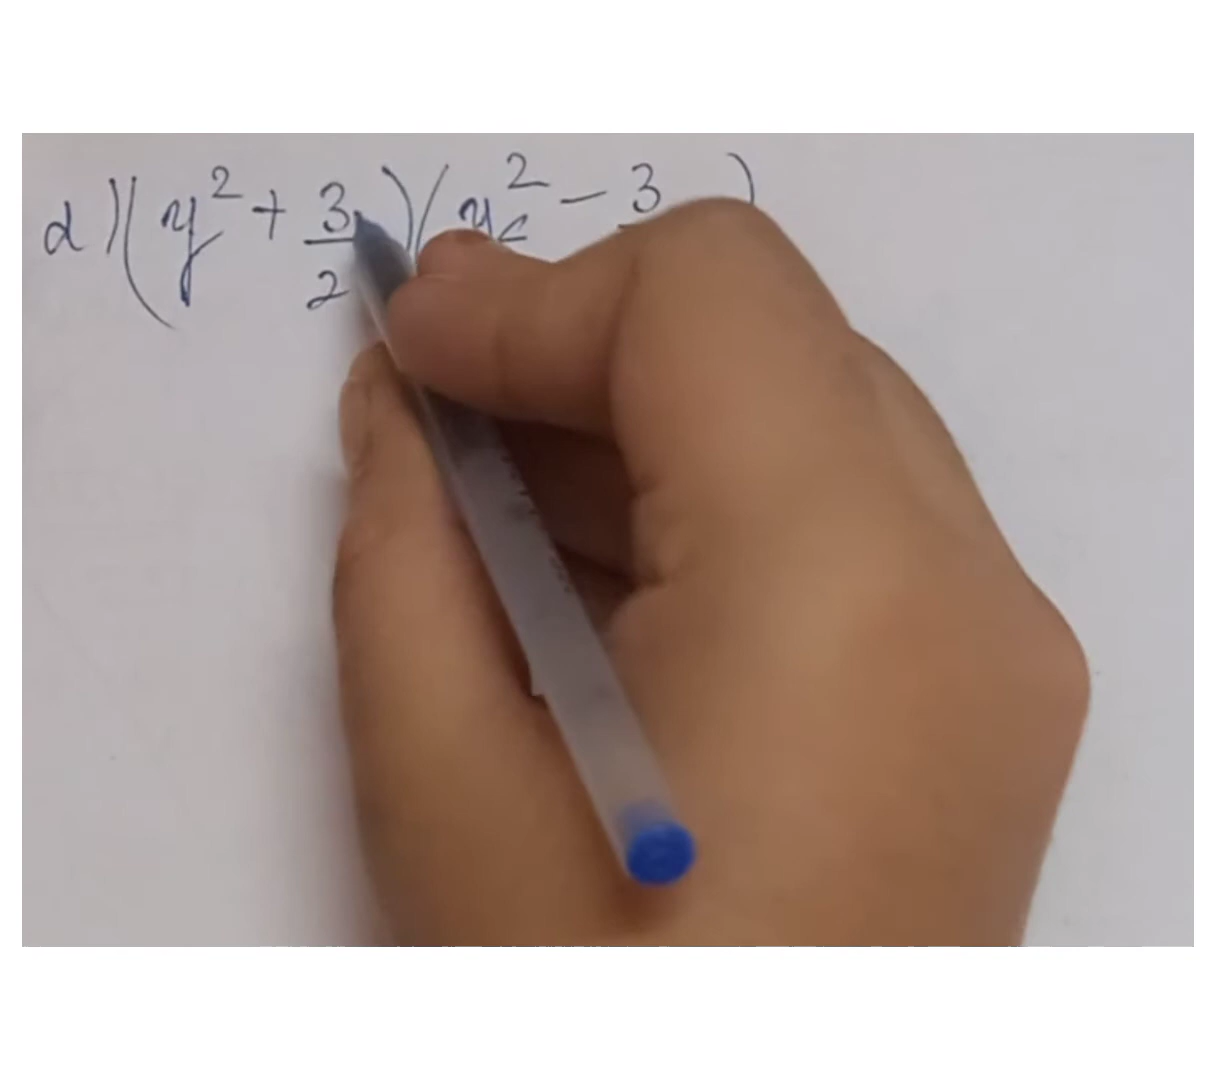 d) (y² + 3/2) (y² - 3 )